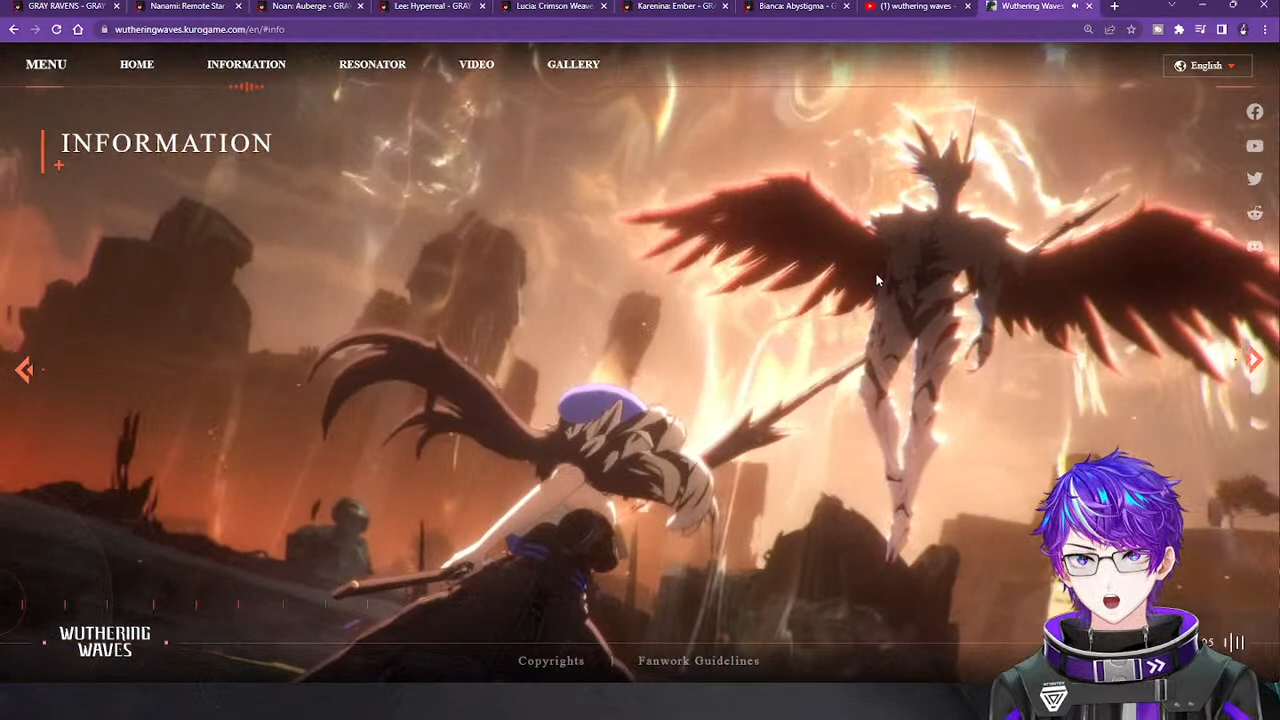 GRAY RAVENS - GRAY
Nanami: Remote Star
Noan: Auberge - GRA
Lee: Hyperreal - GRAY
Lucia: Crimson Weave
Karenina: Ember - GR
Bianca: Abystigma - G
(1) wuthering waves -
Wuthering Waves
wutheringwaves.kurogame.com/en/#info
MENU
HOME
INFORMATION
RESONATOR
VIDEO
GALLERY
English
INFORMATION
WUTHERING
WAVES
Copyrights
Fanwork Guidelines